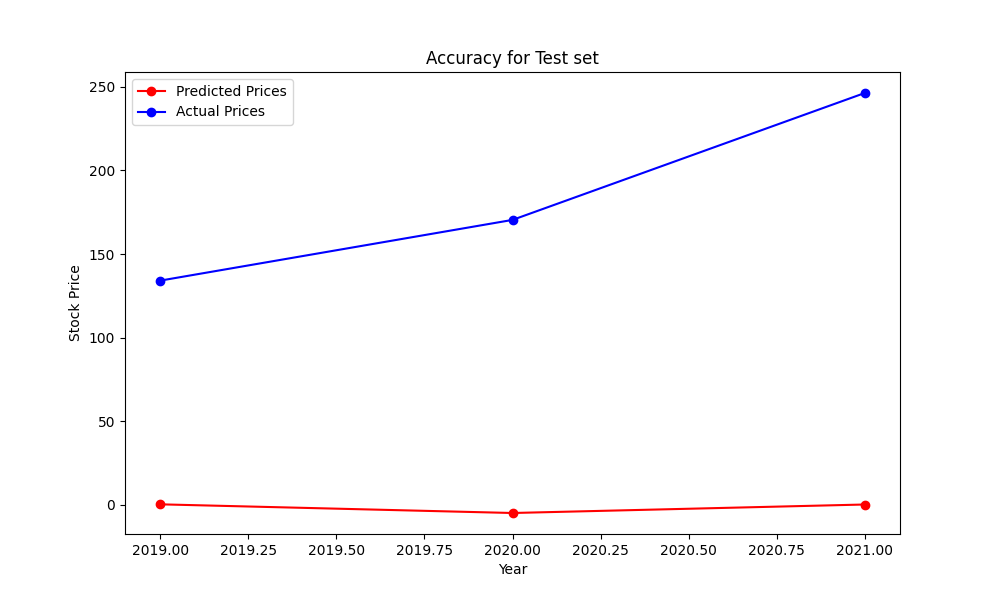 Accuracy for Test set
Predicted Prices
Actual Prices
Stock Price
250
200
150
100
50
0
2019.00 2019.25 2019.50 2019.75 2020.00 2020.25 2020.50 2020.75 2021.00
Year